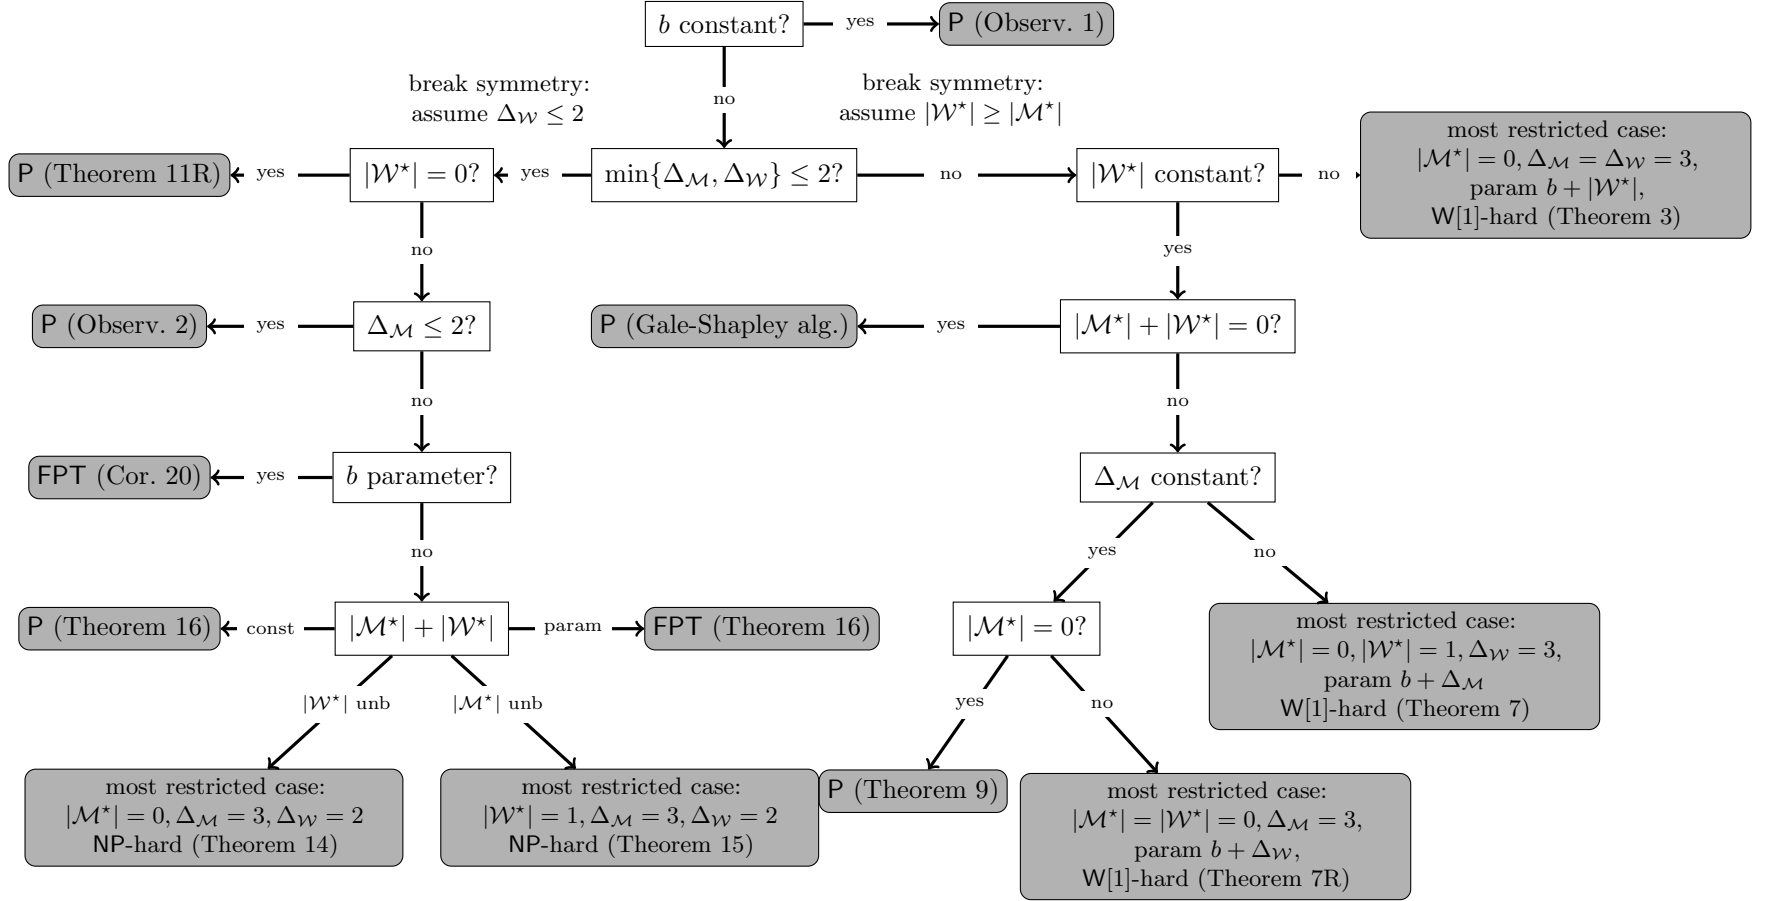 b constant?
yes
P (Observ. 1)
break symmetry:
assume Δ_𝒲 ≤ 2
no
break symmetry:
assume |𝒲⋆| ≥ |ℳ⋆|
P (Theorem 11R)
yes
|𝒲⋆| = 0?
yes
min{Δ_ℳ, Δ_𝒲} ≤ 2?
no
|𝒲⋆| constant?
no
most restricted case:
|ℳ⋆| = 0, Δ_ℳ = Δ_𝒲 = 3,
param b + |𝒲⋆|,
W[1]-hard (Theorem 3)
no
yes
P (Observ. 2)
yes
Δ_ℳ ≤ 2?
P (Gale-Shapley alg.)
yes
|ℳ⋆| + |𝒲⋆| = 0?
no
no
FPT (Cor. 20)
yes
b parameter?
Δ_ℳ constant?
no
yes
no
P (Theorem 16)
const
|ℳ⋆| + |𝒲⋆|
param
FPT (Theorem 16)
|ℳ⋆| = 0?
most restricted case:
|ℳ⋆| = 0, |𝒲⋆| = 1, Δ_𝒲 = 3,
param b + Δ_ℳ
W[1]-hard (Theorem 7)
|𝒲⋆| unb
|ℳ⋆| unb
yes
no
most restricted case:
|ℳ⋆| = 0, Δ_ℳ = 3, Δ_𝒲 = 2
NP-hard (Theorem 14)
most restricted case:
|𝒲⋆| = 1, Δ_ℳ = 3, Δ_𝒲 = 2
NP-hard (Theorem 15)
P (Theorem 9)
most restricted case:
|ℳ⋆| = |𝒲⋆| = 0, Δ_ℳ = 3,
param b + Δ_𝒲,
W[1]-hard (Theorem 7R)